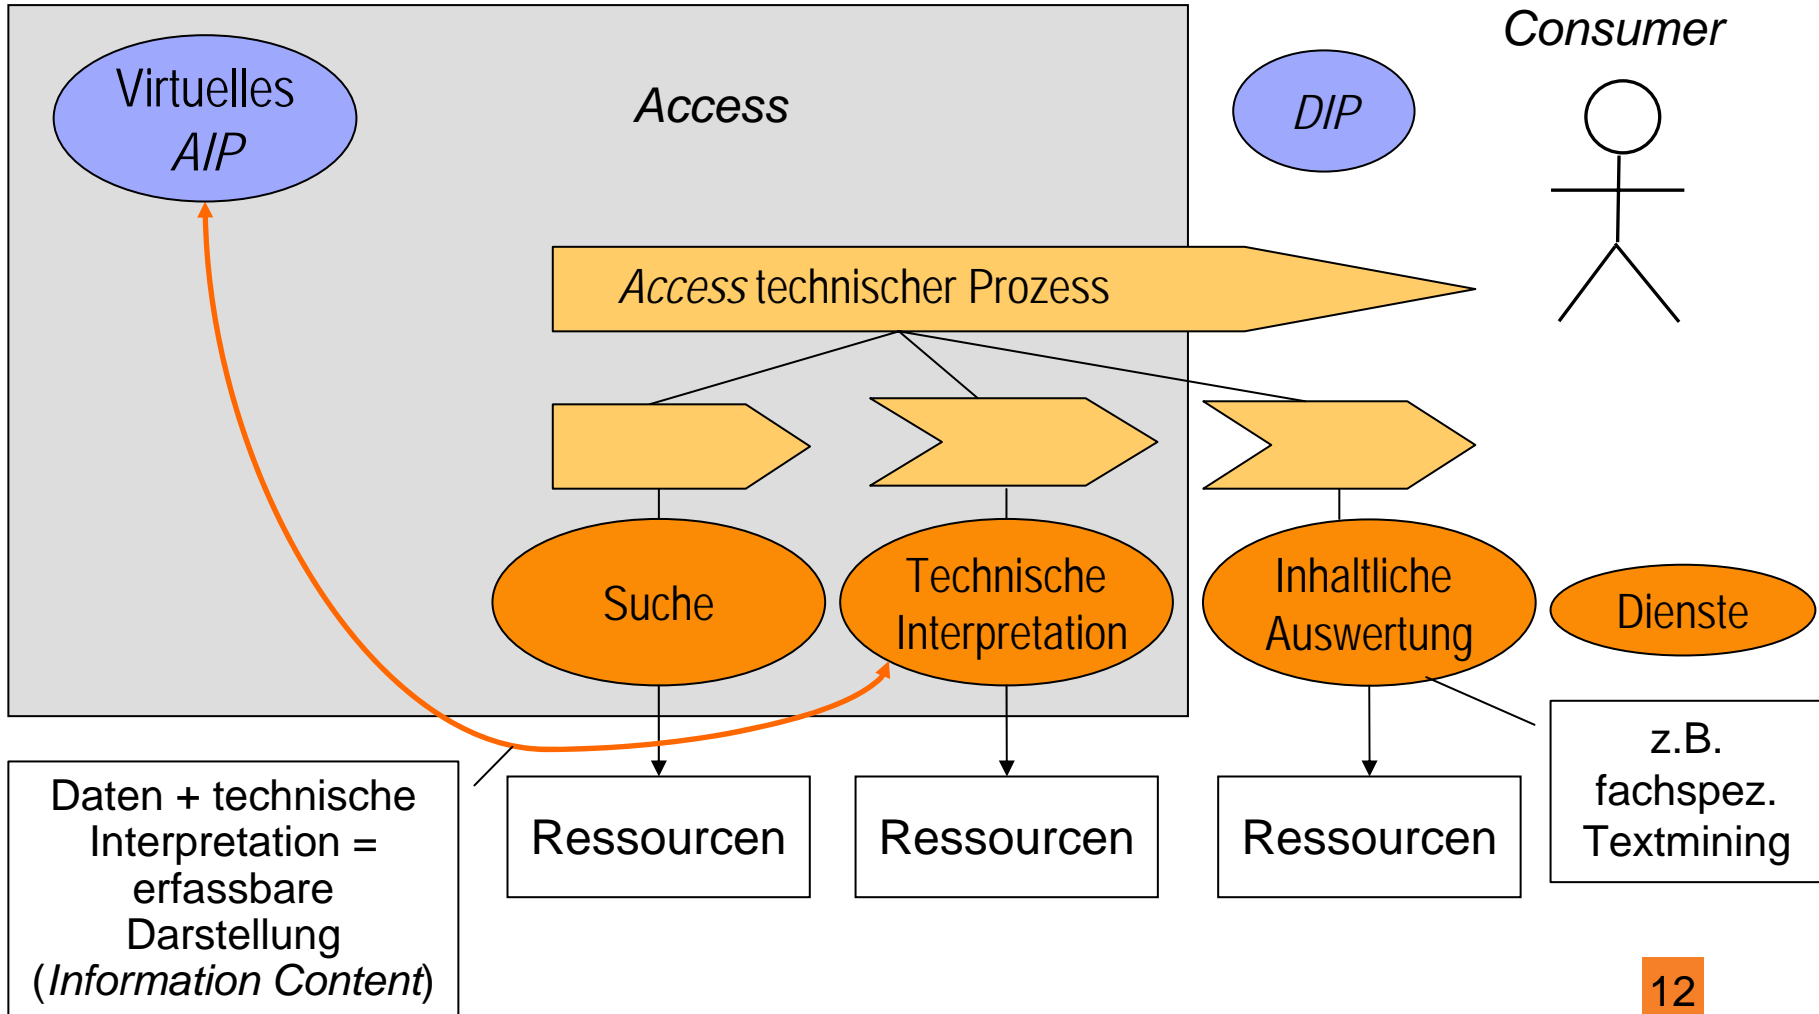 Consumer
Virtuelles
AIP
Access
DIP
Access technischer Prozess
Suche
Technische
Interpretation
Inhaltliche
Auswertung
Dienste
Daten + technische
Interpretation =
erfassbare
Darstellung
(Information Content)
Ressourcen
Ressourcen
Ressourcen
z.B.
fachspez.
Textmining
12